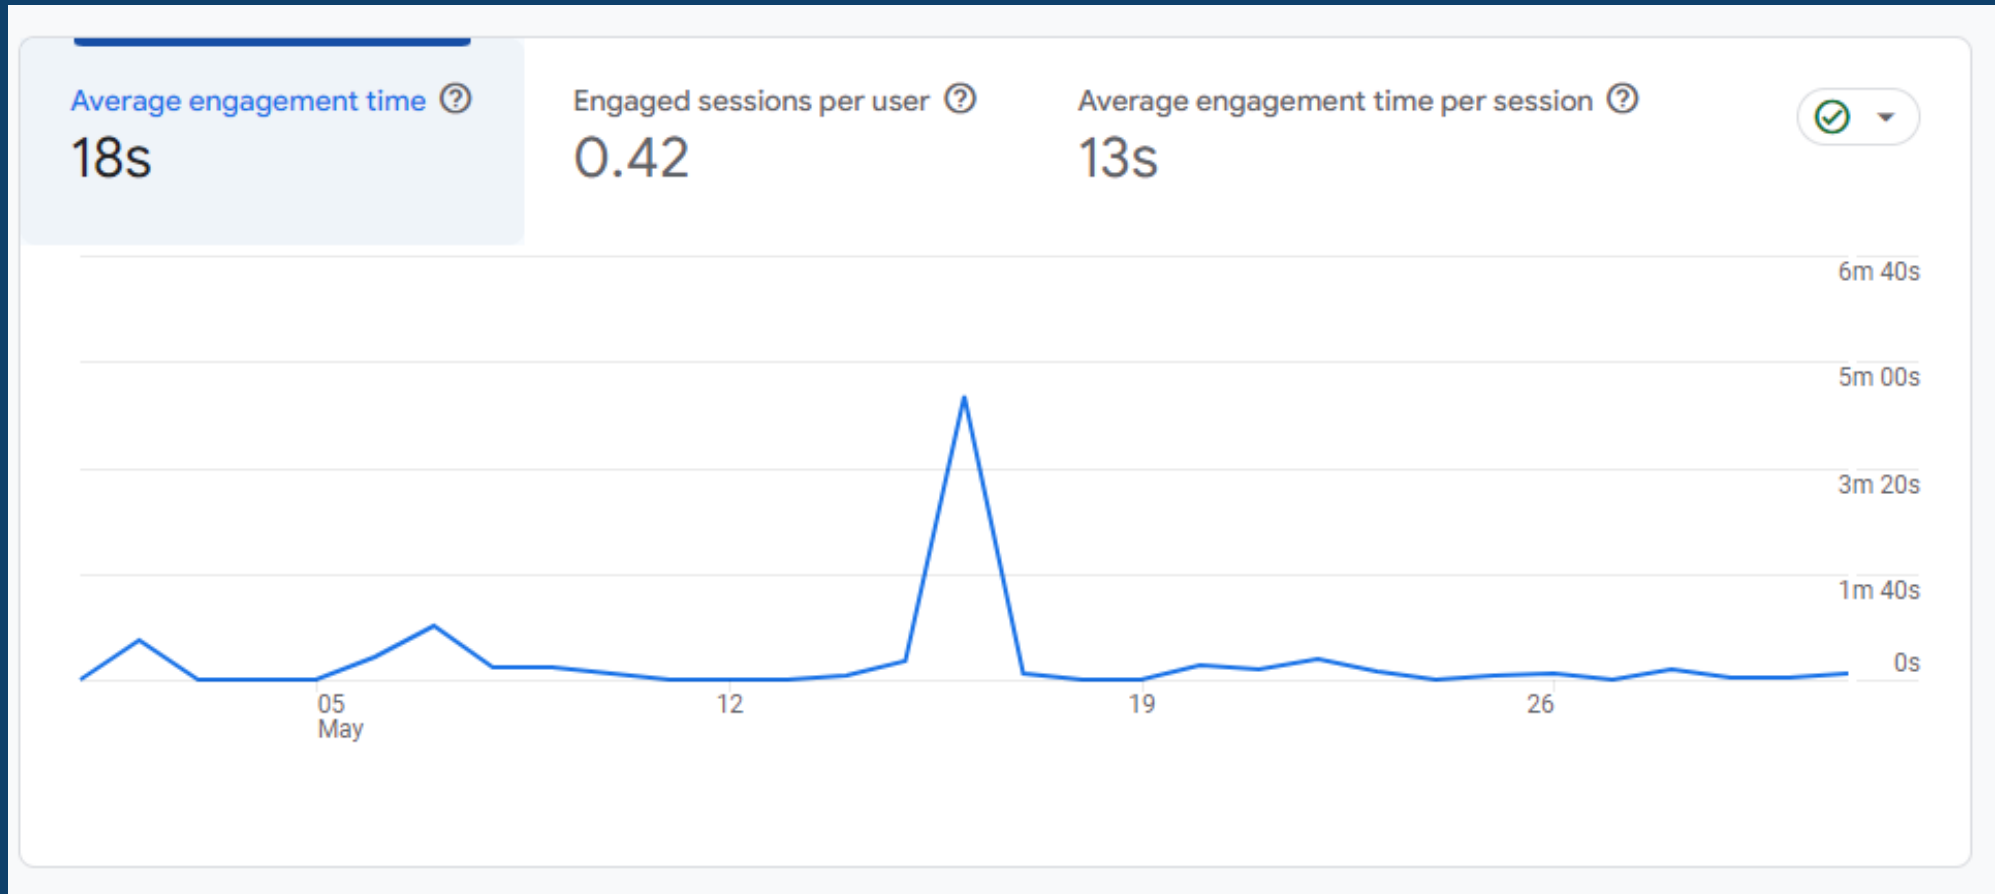 Average engagement time
18s
Engaged sessions per user
0.42
Average engagement time per session
13s
6m 40s
5m 00s
3m 20s
1m 40s
0s
05
May
12
19
26